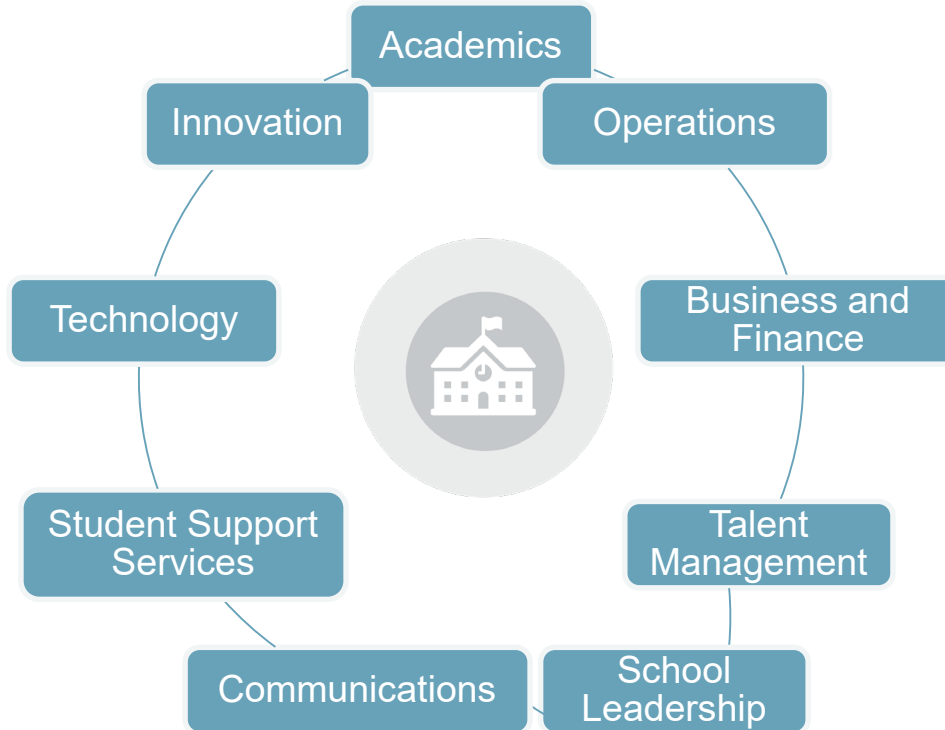 Academics
Operations
Business and
Finance
Talent
Management
School
Leadership
Communications
Student Support
Services
Technology
Innovation